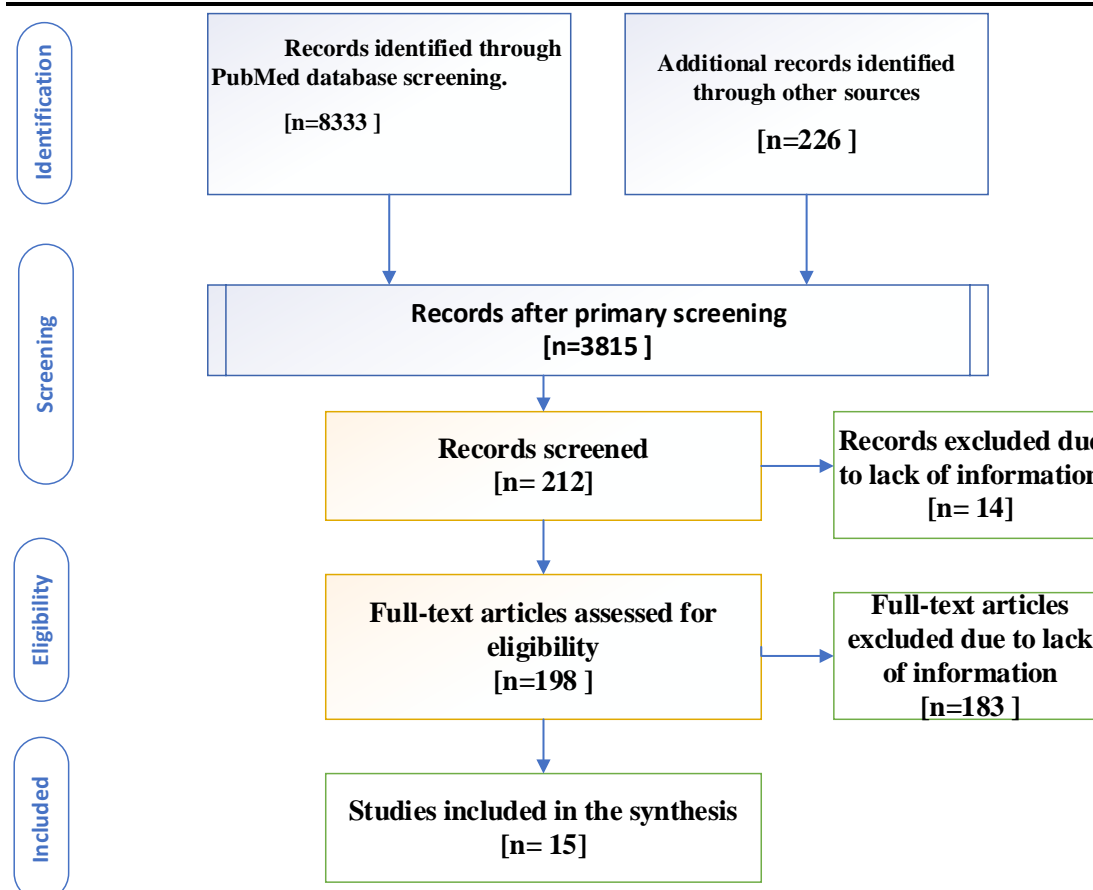 Identification
Records identified through
PubMed database screening.
[n=8333 ]
Additional records identified
through other sources
[n=226 ]
Screening
Records after primary screening
[n=3815 ]
Records screened
[n= 212]
Records excluded due
to lack of information
[n= 14]
Eligibility
Full-text articles assessed for
eligibility
[n=198 ]
Full-text articles
excluded due to lack
of information
[n=183 ]
Included
Studies included in the synthesis
[n= 15]